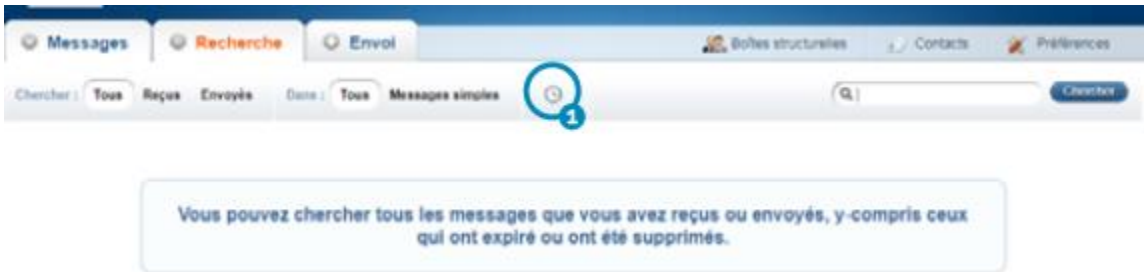 Messages Recherche Envoi Boîtes structurelles Contacts Préférences
Chercher : Tous Reçus Envoyés Dans : Tous Messages simples 1 Chercher
Vous pouvez chercher tous les messages que vous avez reçus ou envoyés, y-compris ceux
qui ont expiré ou ont été supprimés.